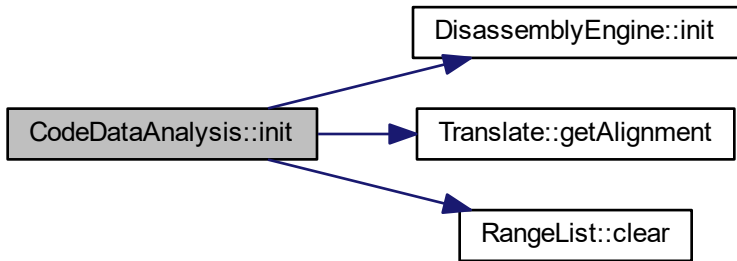 DisassemblyEngine::init
CodeDataAnalysis::init
Translate::getAlignment
RangeList::clear